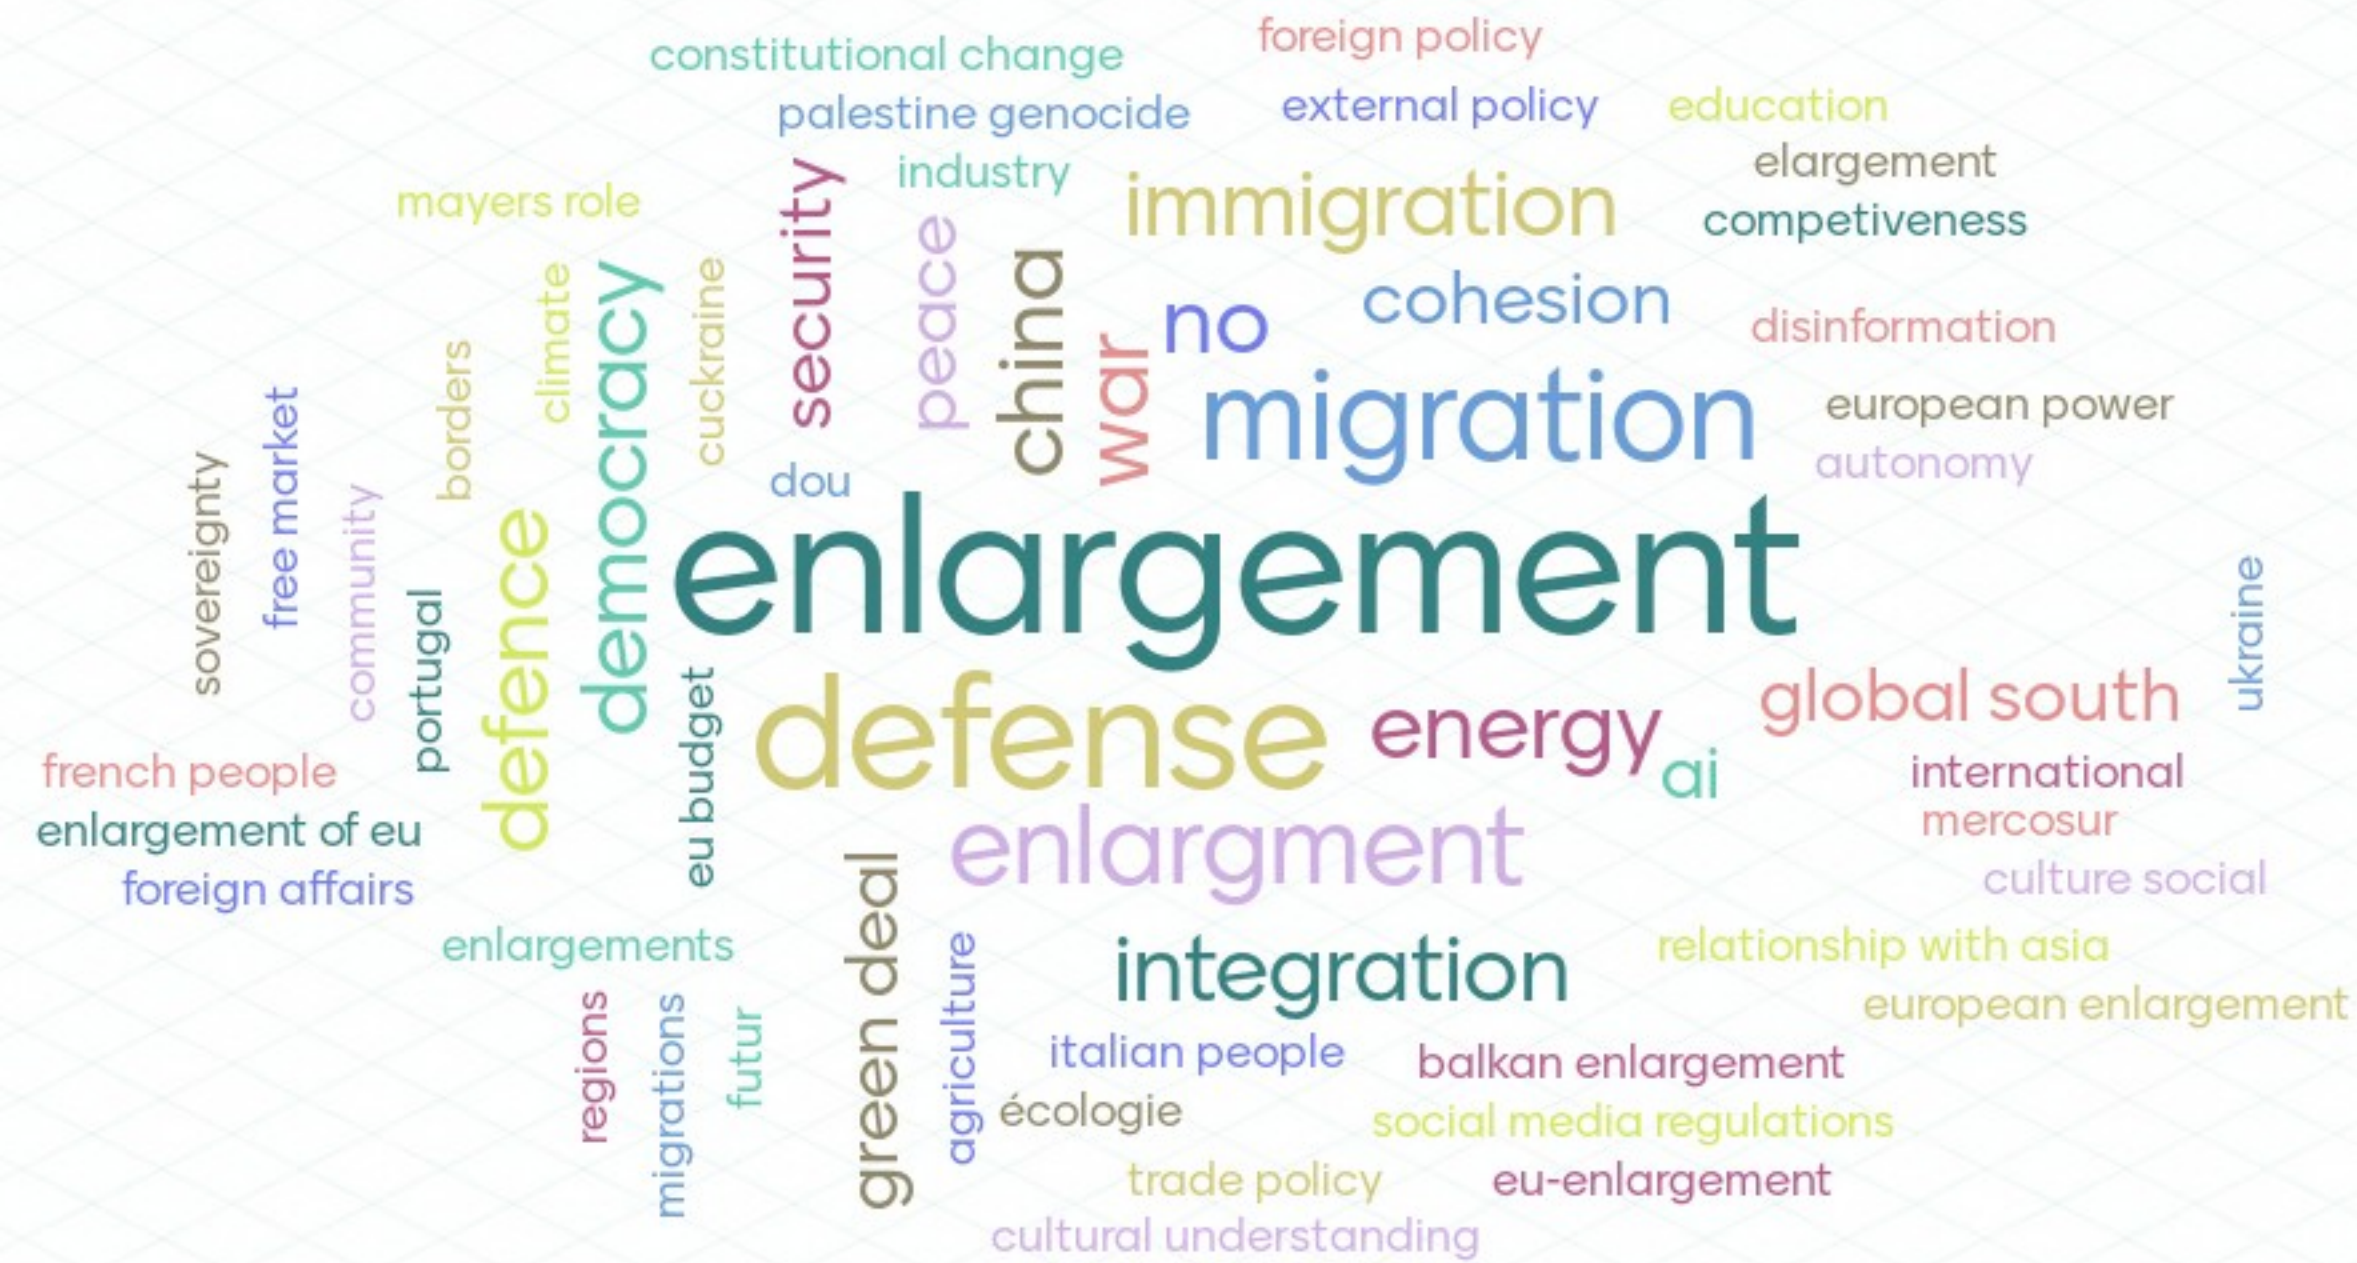 foreign policy
constitutional change
external policy
education
palestine genocide
elargement
industry
security
immigration
mayers role
competiveness
peace
china
cohesion
no
disinformation
climate
democracy
cuckraine
war
migration
european power
borders
free market
sovereignty
autonomy
dou
community
enlargement
portugal
defence
ukraine
eu budget
global south
defense
energy
ai
french people
international
mercosur
enlargement of eu
enlargment
foreign affairs
culture social
green deal
enlargements
relationship with asia
agriculture
integration
european enlargement
regions
migrations
futur
italian people
balkan enlargement
écologie
social media regulations
trade policy
eu-enlargement
cultural understanding